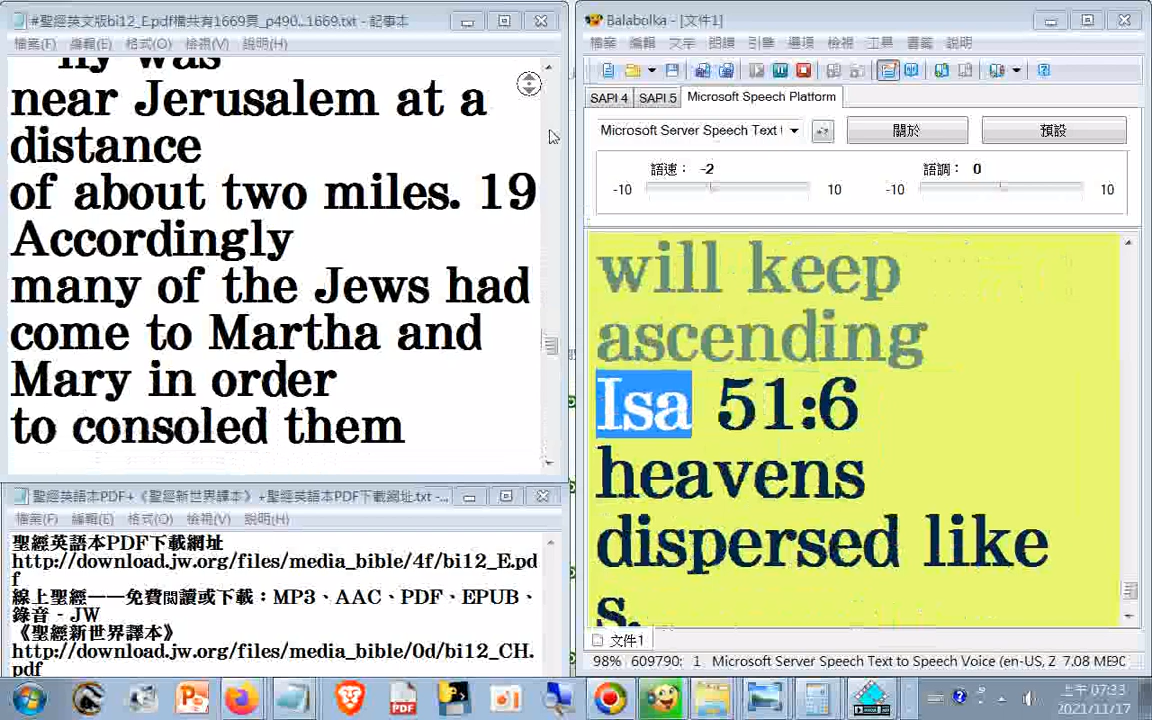 #聖經英文版bi12_E.pdf檔共有1669頁_p490...1669.txt - 記事本
檔案(F) 編輯(E) 格式(O) 檢視(V) 說明(H)
ny was
near Jerusalem at a
distance
of about two miles. 19
Accordingly
many of the Jews had
come to Martha and
Mary in order
to consoled them
聖經英語本PDF+《聖經新世界譯本》+聖經英語本PDF下載網址.txt -...
檔案(F) 編輯(E) 格式(O) 檢視(V) 說明(H)
聖經英語本PDF下載網址
http://download.jw.org/files/media_bible/4f/bi12_E.pd
f
線上聖經——免費閱讀或下載：MP3、AAC、PDF、EPUB、
錄音 - JW
《聖經新世界譯本》
http://download.jw.org/files/media_bible/0d/bi12_CH.
pdf
Balabolka - [文件1]
檔案 編輯 文字 朗讀 引擎 選項 檢視 工具 書籤 說明
SAPI 4 SAPI 5 Microsoft Speech Platform
Microsoft Server Speech Text 關於 預設
語速： -2 語調： 0
-10 10 -10 10
will keep
ascending
Isa 51:6
heavens
dispersed like
s.
文件1
98% 609790: 1 Microsoft Server Speech Text to Speech Voice (en-US, Z 7.08 ME
上午 07:33
2021/11/17